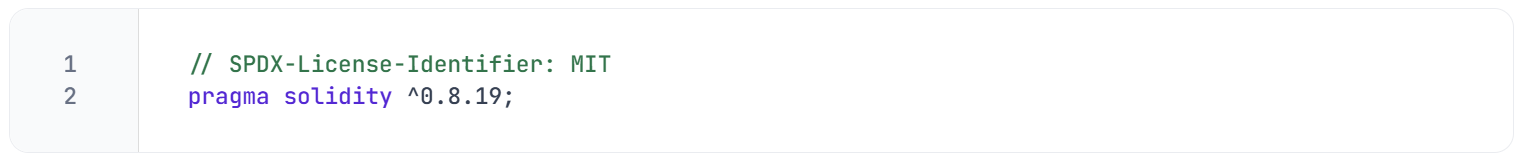 1 // SPDX-License-Identifier: MIT
2 pragma solidity ^0.8.19;